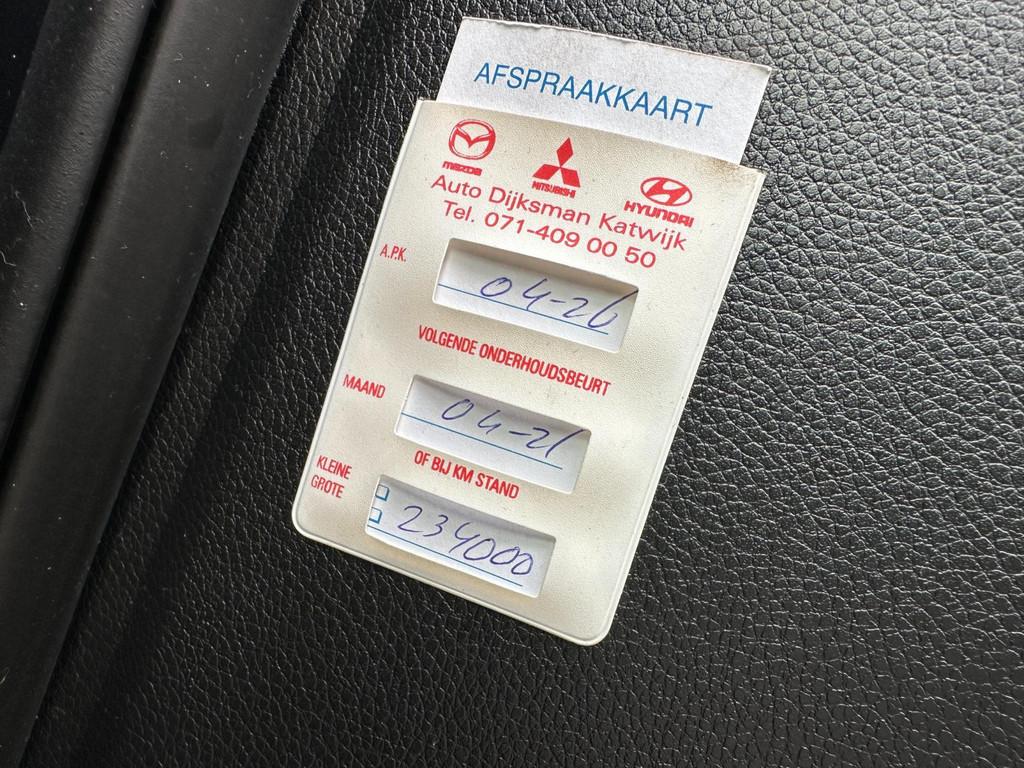 AFSPRAAKKAART
mazda
MITSUBISHI
HYUNDAI
Auto Dijksman Katwijk
Tel. 071-409 00 50
A.P.K.
04-26
VOLGENDE ONDERHOUDSBEURT
MAAND
04-26
OF BIJ KM STAND
KLEINE
GROTE
234000